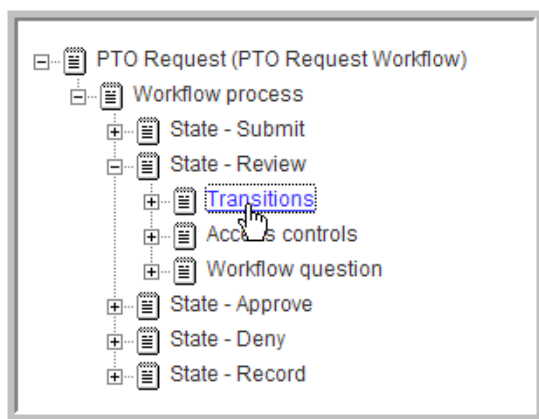 PTO Request (PTO Request Workflow)
Workflow process
State - Submit
State - Review
Transitions
Access controls
Workflow question
State - Approve
State - Deny
State - Record